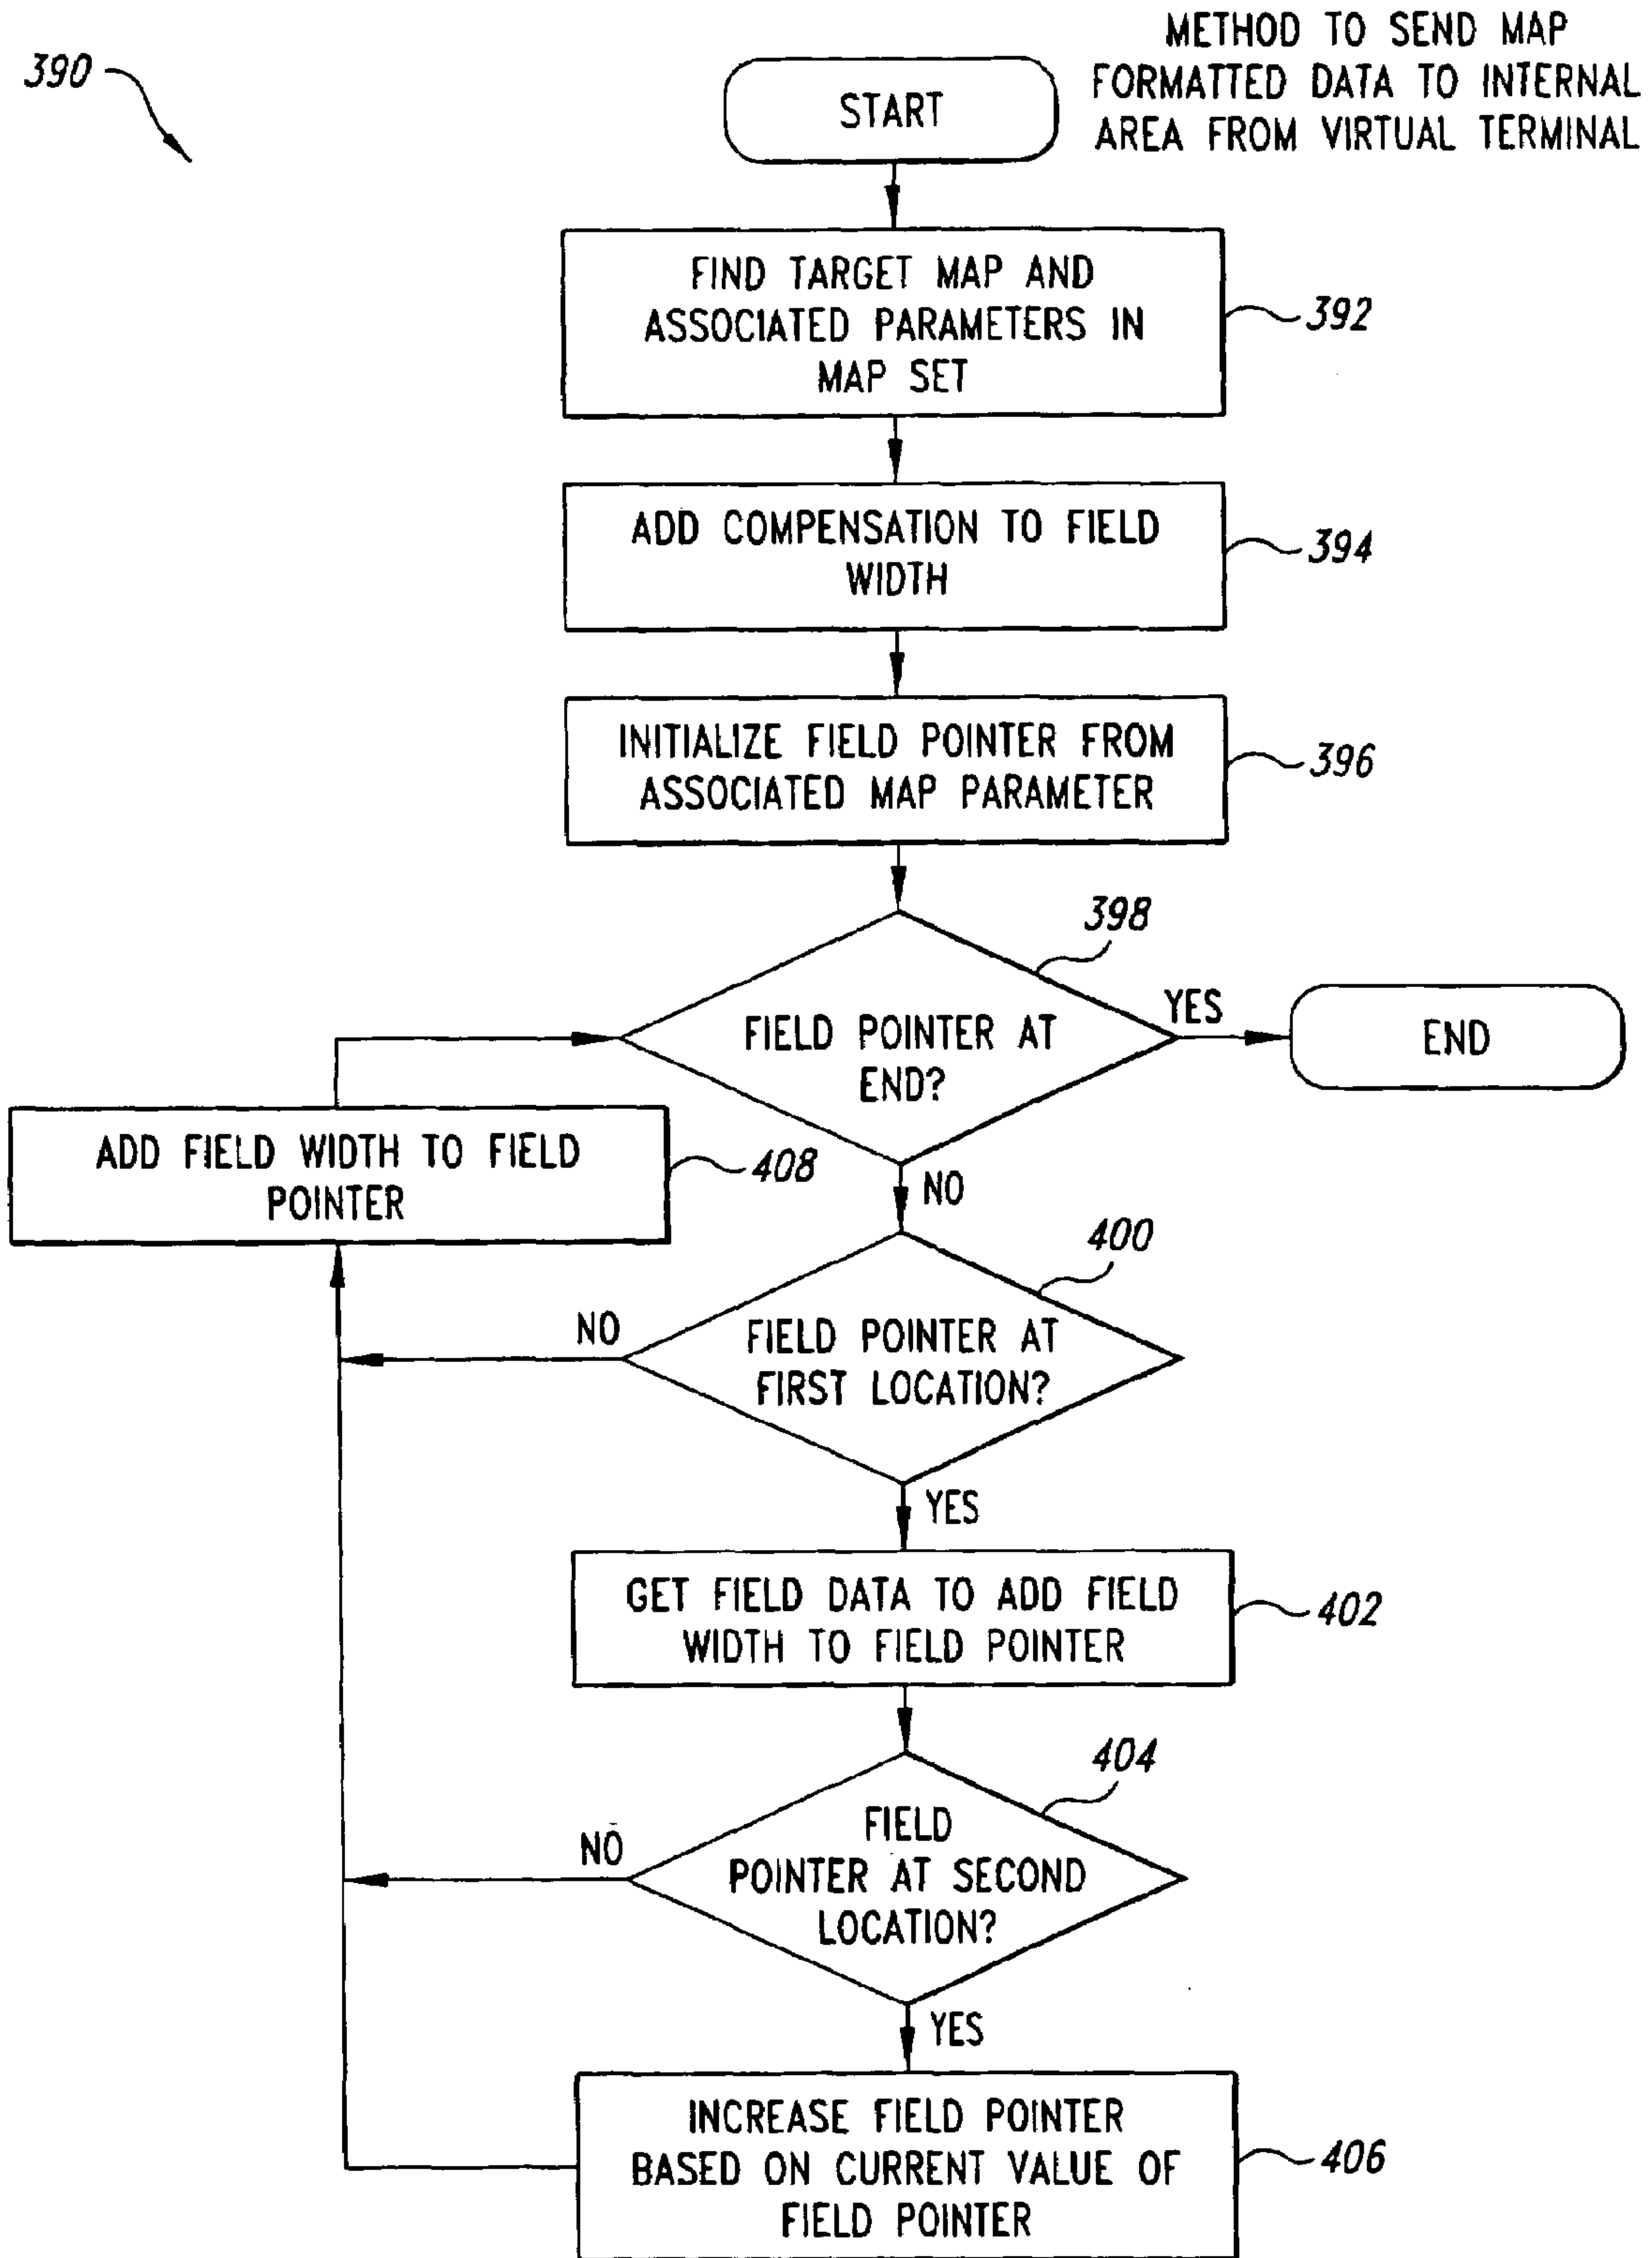 METHOD TO SEND MAP
FORMATTED DATA TO INTERNAL
AREA FROM VIRTUAL TERMINAL
390
START
FIND TARGET MAP AND
ASSOCIATED PARAMETERS IN
MAP SET
392
ADD COMPENSATION TO FIELD
WIDTH
394
INITIALIZE FIELD POINTER FROM
ASSOCIATED MAP PARAMETER
396
398
FIELD POINTER AT
END?
YES
END
NO
ADD FIELD WIDTH TO FIELD
POINTER
408
400
FIELD POINTER AT
FIRST LOCATION?
NO
YES
GET FIELD DATA TO ADD FIELD
WIDTH TO FIELD POINTER
402
404
FIELD
POINTER AT SECOND
LOCATION?
NO
YES
INCREASE FIELD POINTER
BASED ON CURRENT VALUE OF
FIELD POINTER
406